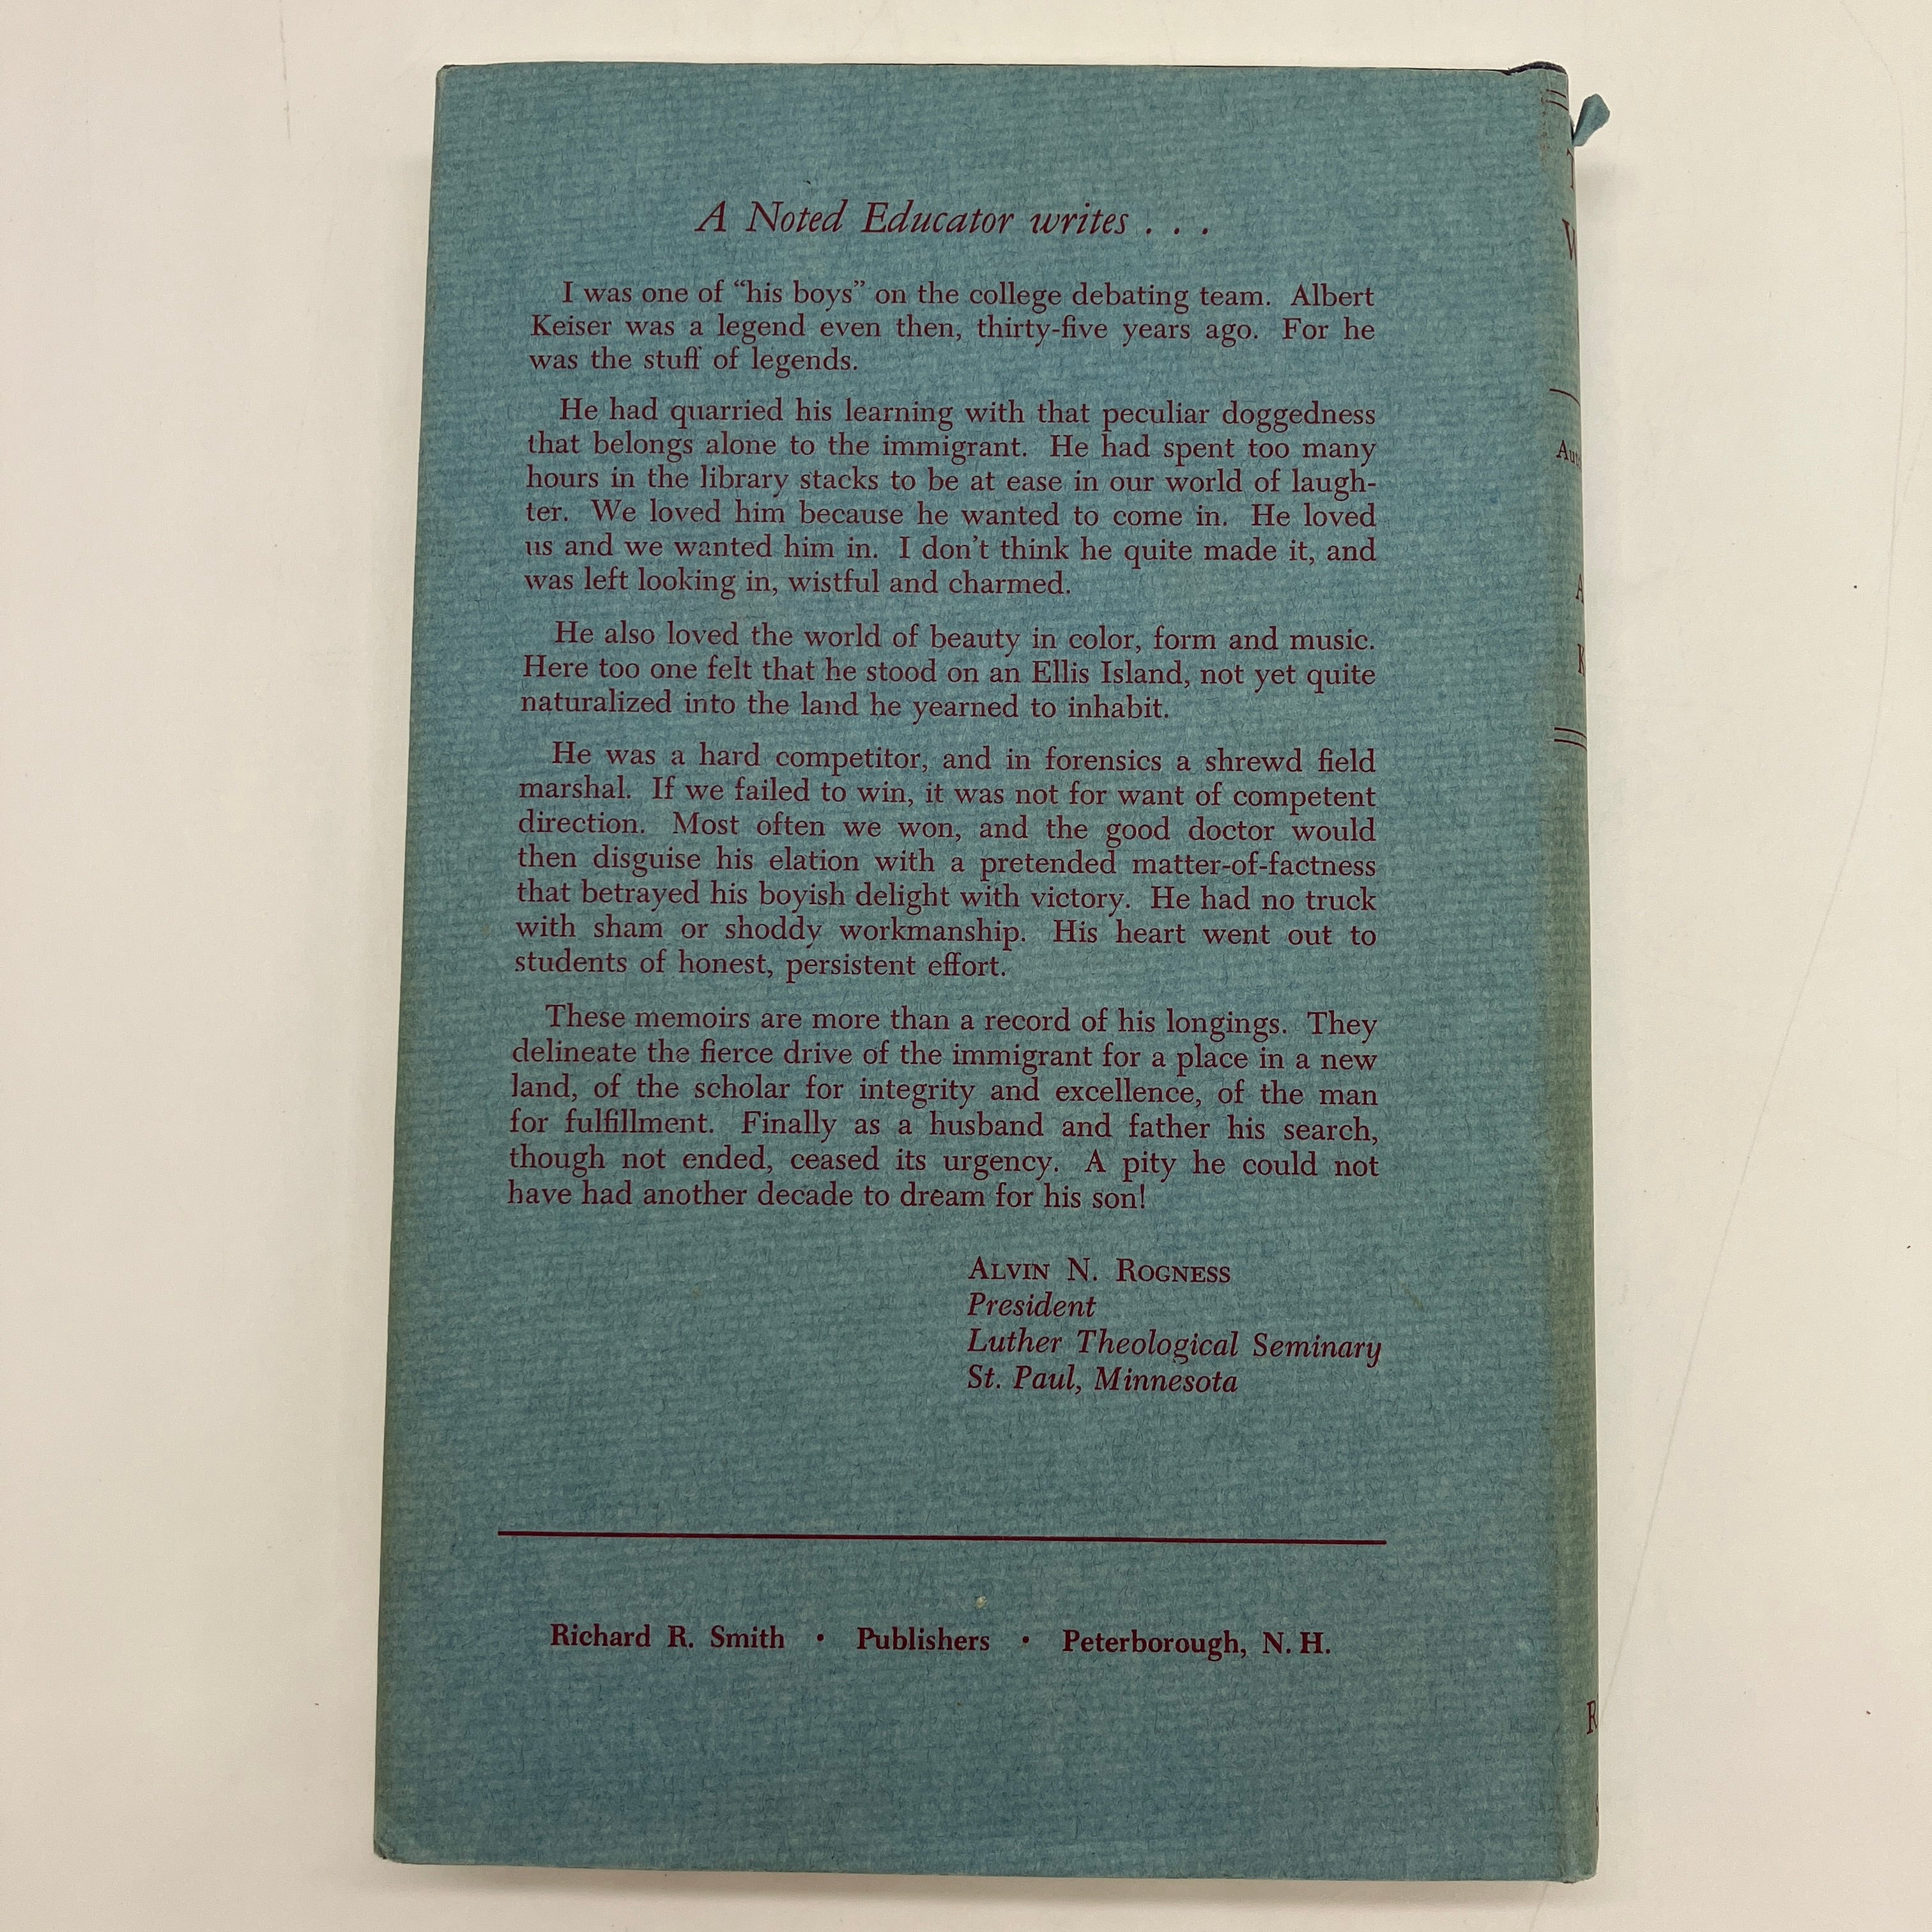 A Noted Educator writes . . .
I was one of “his boys” on the college debating team. Albert
Keiser was a legend even then, thirty-five years ago. For he
was the stuff of legends.
He had quarried his learning with that peculiar doggedness
that belongs alone to the immigrant. He had spent too many
hours in the library stacks to be at ease in our world of laugh-
ter. We loved him because he wanted to come in. He loved
us and we wanted him in. I don’t think he quite made it, and
was left looking in, wistful and charmed.
He also loved the world of beauty in color, form and music.
Here too one felt that he stood on an Ellis Island, not yet quite
naturalized into the land he yearned to inhabit.
He was a hard competitor, and in forensics a shrewd field
marshal. If we failed to win, it was not for want of competent
direction. Most often we won, and the good doctor would
then disguise his elation with a pretended matter-of-factness
that betrayed his boyish delight with victory. He had no truck
with sham or shoddy workmanship. His heart went out to
students of honest, persistent effort.
These memoirs are more than a record of his longings. They
delineate the fierce drive of the immigrant for a place in a new
land, of the scholar for integrity and excellence, of the man
for fulfillment. Finally as a husband and father his search,
though not ended, ceased its urgency. A pity he could not
have had another decade to dream for his son!
ALVIN N. ROGNESS
President
Luther Theological Seminary
St. Paul, Minnesota
Richard R. Smith • Publishers • Peterborough, N. H.